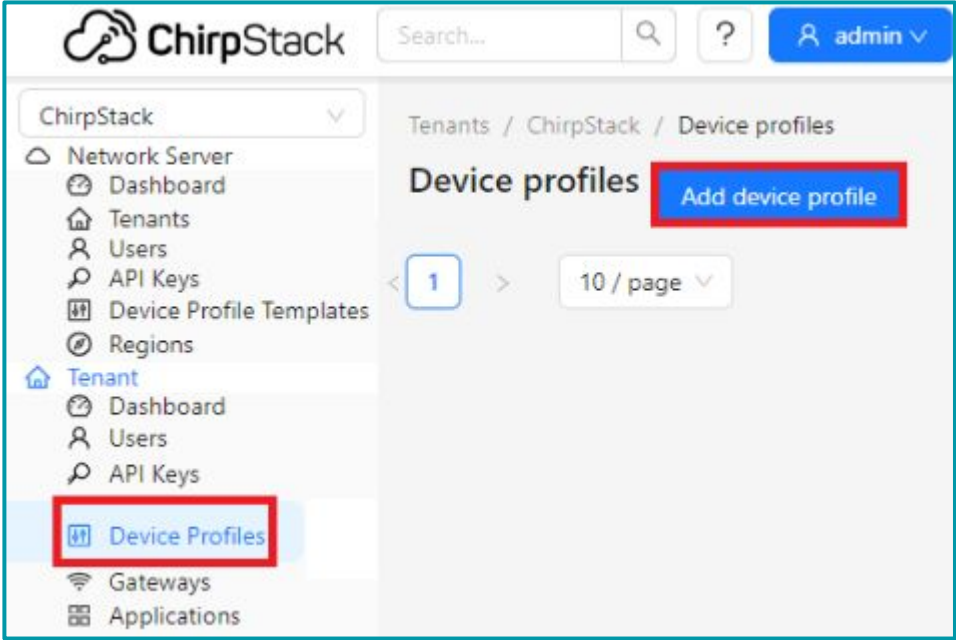 ChirpStack
Search...
?
admin
ChirpStack
Network Server
Dashboard
Tenants
Users
API Keys
Device Profile Templates
Regions
Tenant
Dashboard
Users
API Keys
Device Profiles
Gateways
Applications
Tenants / ChirpStack / Device profiles
Device profiles
Add device profile
< 1 >
10 / page